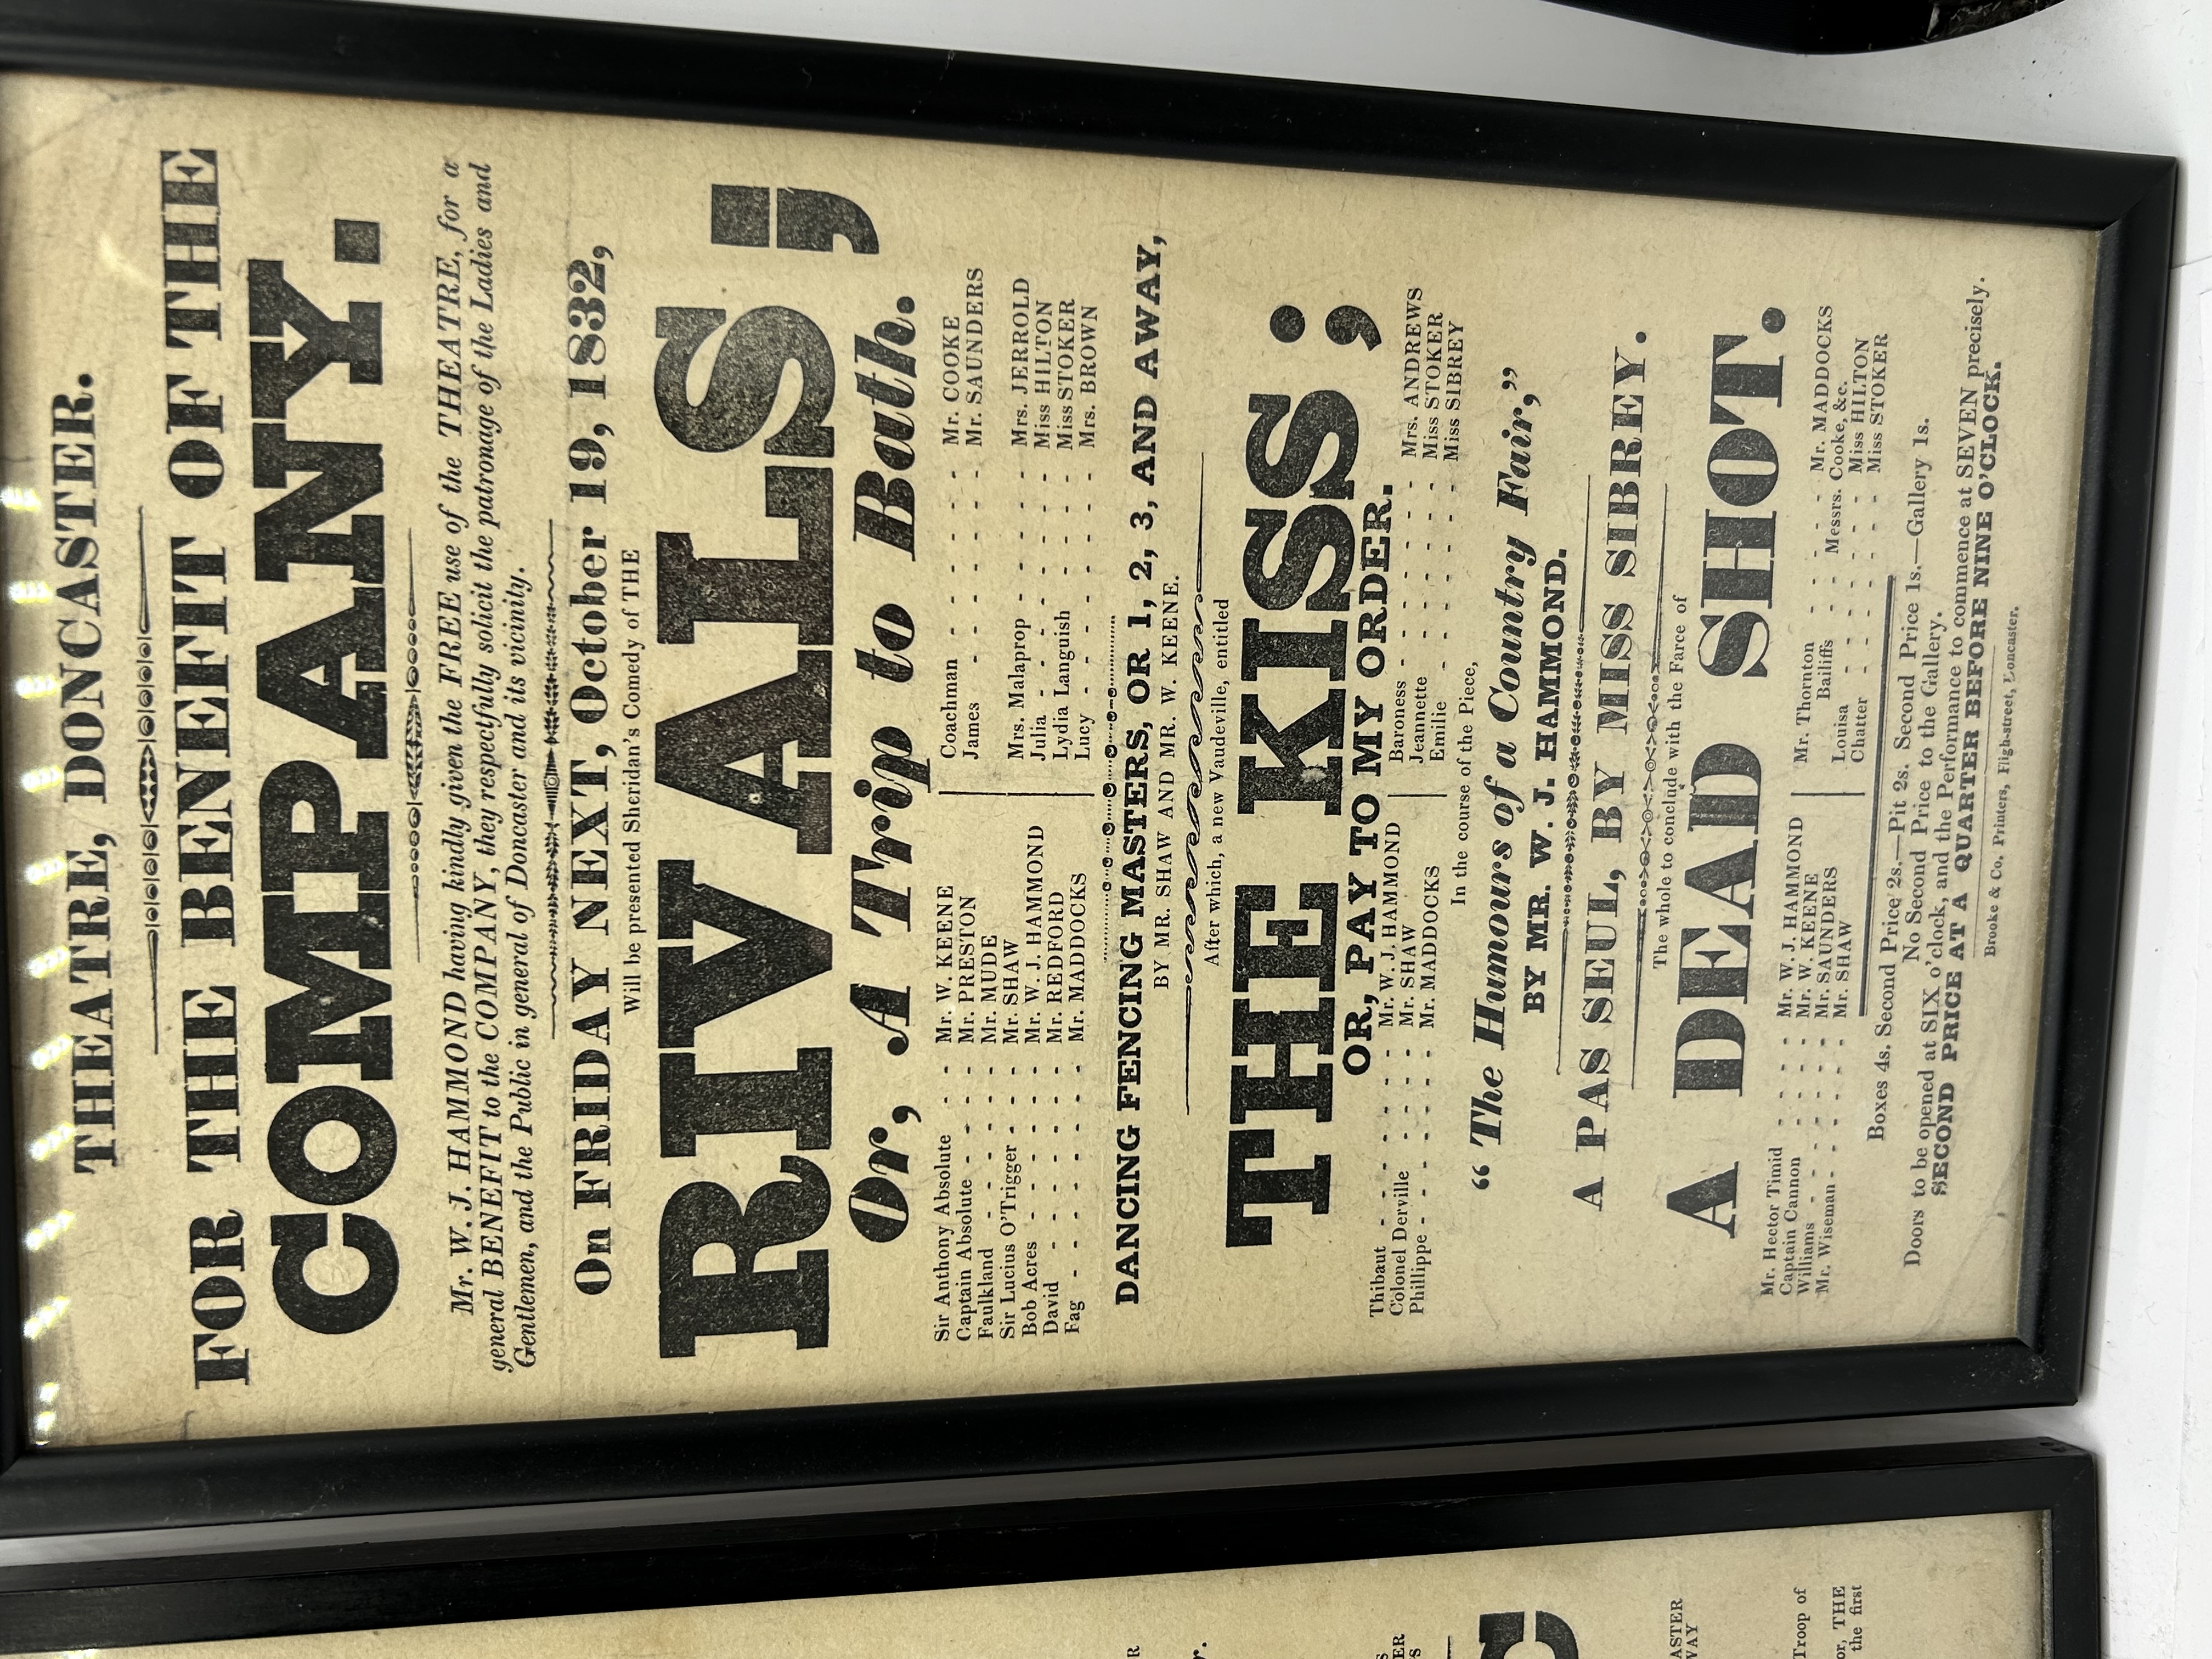 THEATRE, DONCASTER.
FOR THE BENEFIT OF THE
COMPANY.
Mr. W. J. HAMMOND having kindly given the FREE use of the THEATRE, for a
general BENEFIT to the COMPANY, they respectfully solicit the patronage of the Ladies and
Gentlemen, and the Public in general of Doncaster and its vicinity.
On FRIDAY NEXT, October 19, 1832,
Will be presented Sheridan's Comedy of THE
RIVALS;
Or, A Trip to Bath.
Sir Anthony Absolute - - Mr. W. KEENE
Captain Absolute - - - - Mr. PRESTON
Faulkland - - - - - Mr. MUDE
Sir Lucius O'Trigger - - - - Mr. SHAW
Bob Acres - - - - - - Mr. W. J. HAMMOND
David - - - - - - - Mr. REDFORD
Fag - - - - - - - Mr. MADDOCKS
Coachman - - - - - - Mr. COOKE
James - - - - - - - - Mr. SAUNDERS
Mrs. Malaprop - - - - - Mrs. JERROLD
Julia - - - - - - - - Miss HILTON
Lydia Languish - - - - - Miss STOKER
Lucy - - - - - - - - Mrs. BROWN
DANCING FENCING MASTERS, OR 1, 2, 3, AND AWAY,
BY MR. SHAW AND MR. W. KEENE.
After which, a new Vaudeville, entitled
THE KISS;
OR, PAY TO MY ORDER.
Thibaut - - - - - - Mr. W. J. HAMMOND
Colonel Derville - - - - Mr. SHAW
Phillippe - - - - - - - Mr. MADDOCKS
Baroness - - - - - - - Mrs. ANDREWS
Jeannette - - - - - - - Miss STOKER
Emilie - - - - - - - Miss SIBREY
In the course of the Piece,
"The Humours of a Country Fair,"
BY MR. W. J. HAMMOND.
A PAS SEUL, BY MISS SIBREY.
The whole to conclude with the Farce of
A DEAD SHOT.
Mr. Hector Timid - - - - Mr. W. J. HAMMOND
Captain Cannon - - - - Mr. W. KEENE
Williams - - - - - - Mr. SAUNDERS
Mr. Wiseman - - - - - Mr. SHAW
Mr. Thornton - - - - - Mr. MADDOCKS
Bailiffs - - - Messrs. Cooke, &c.
Louisa - - - - - - - Miss HILTON
Chatter - - - - - - - Miss STOKER
Boxes 4s. Second Price 2s.—Pit 2s. Second Price 1s.—Gallery 1s.
No Second Price to the Gallery.
Doors to be opened at SIX o'clock, and the Performance to commence at SEVEN precisely.
SECOND PRICE AT A QUARTER BEFORE NINE O'CLOCK.
Brooke & Co. Printers, High-street, Doncaster.
R
r.
ER
C
ASTER
WAY
Troop of
or, THE
the first